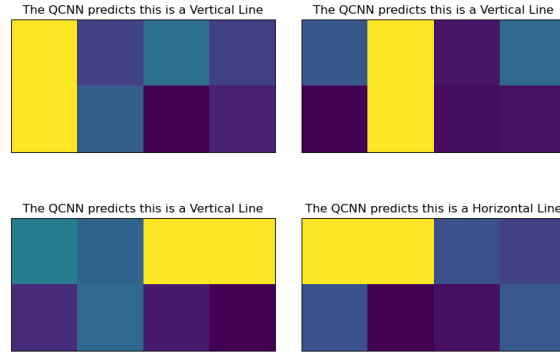 The QCNN predicts this is a Vertical Line
The QCNN predicts this is a Vertical Line
The QCNN predicts this is a Vertical Line
The QCNN predicts this is a Horizontal Line